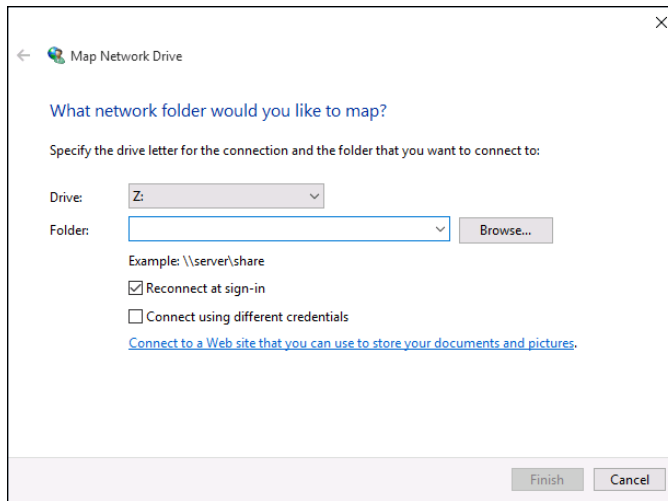 Map Network Drive
What network folder would you like to map?
Specify the drive letter for the connection and the folder that you want to connect to:
Drive: Z:
Folder: Browse...
Example: \\server\share
Reconnect at sign-in
Connect using different credentials
Connect to a Web site that you can use to store your documents and pictures.
Finish Cancel